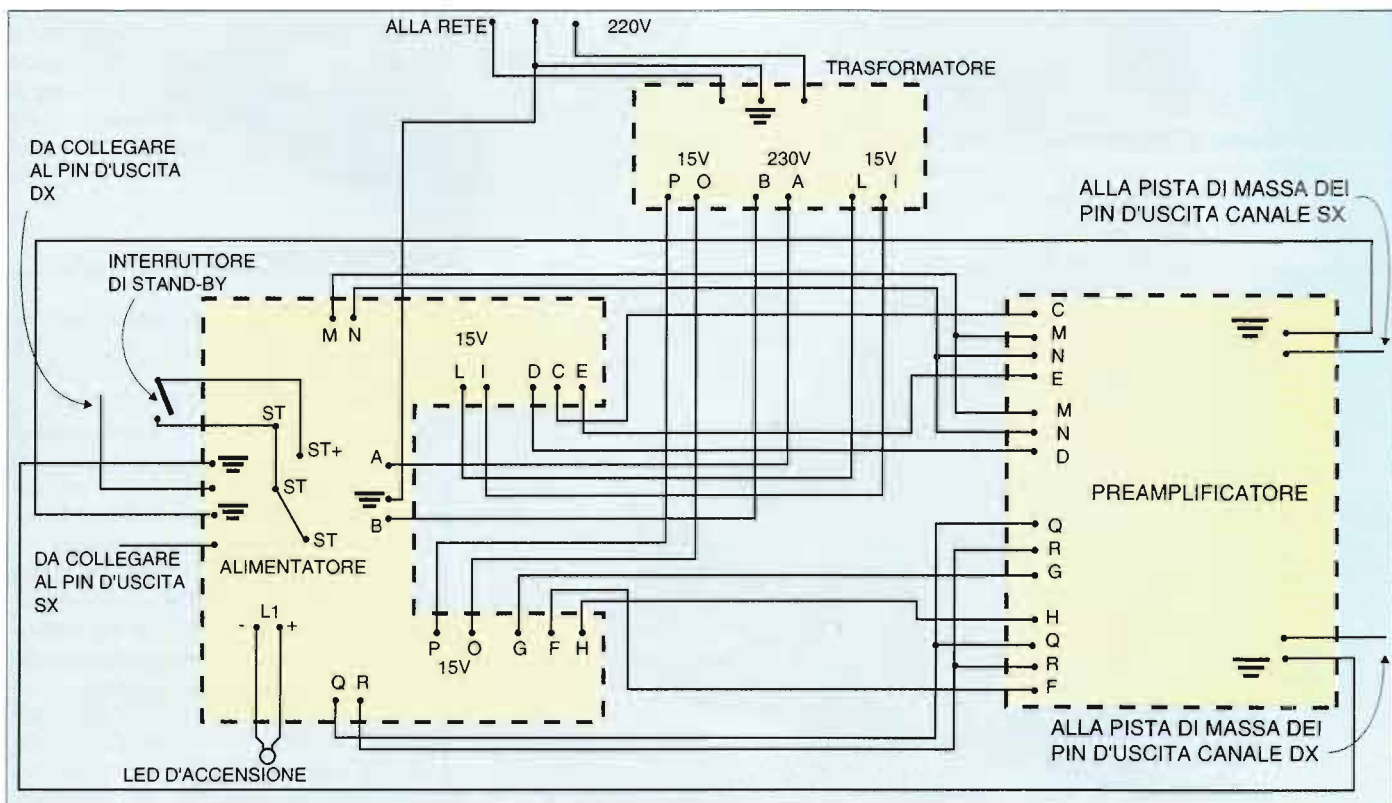 ALLA RETE
220V
TRASFORMATORE
15V
230V
15V
P O
B A
L I
DA COLLEGARE
AL PIN D'USCITA
DX
INTERRUTTORE
DI STAND-BY
ALLA PISTA DI MASSA DEI
PIN D'USCITA CANALE SX
M N
15V
L I
D C E
ST
ST+
ST
ST
A
B
ALIMENTATORE
DA COLLEGARE
AL PIN D'USCITA
SX
L1
- +
P O G F H
15V
Q R
LED D'ACCENSIONE
C
M
N
E
M
N
D
PREAMPLIFICATORE
Q
R
G
H
Q
R
F
ALLA PISTA DI MASSA DEI
PIN D'USCITA CANALE DX